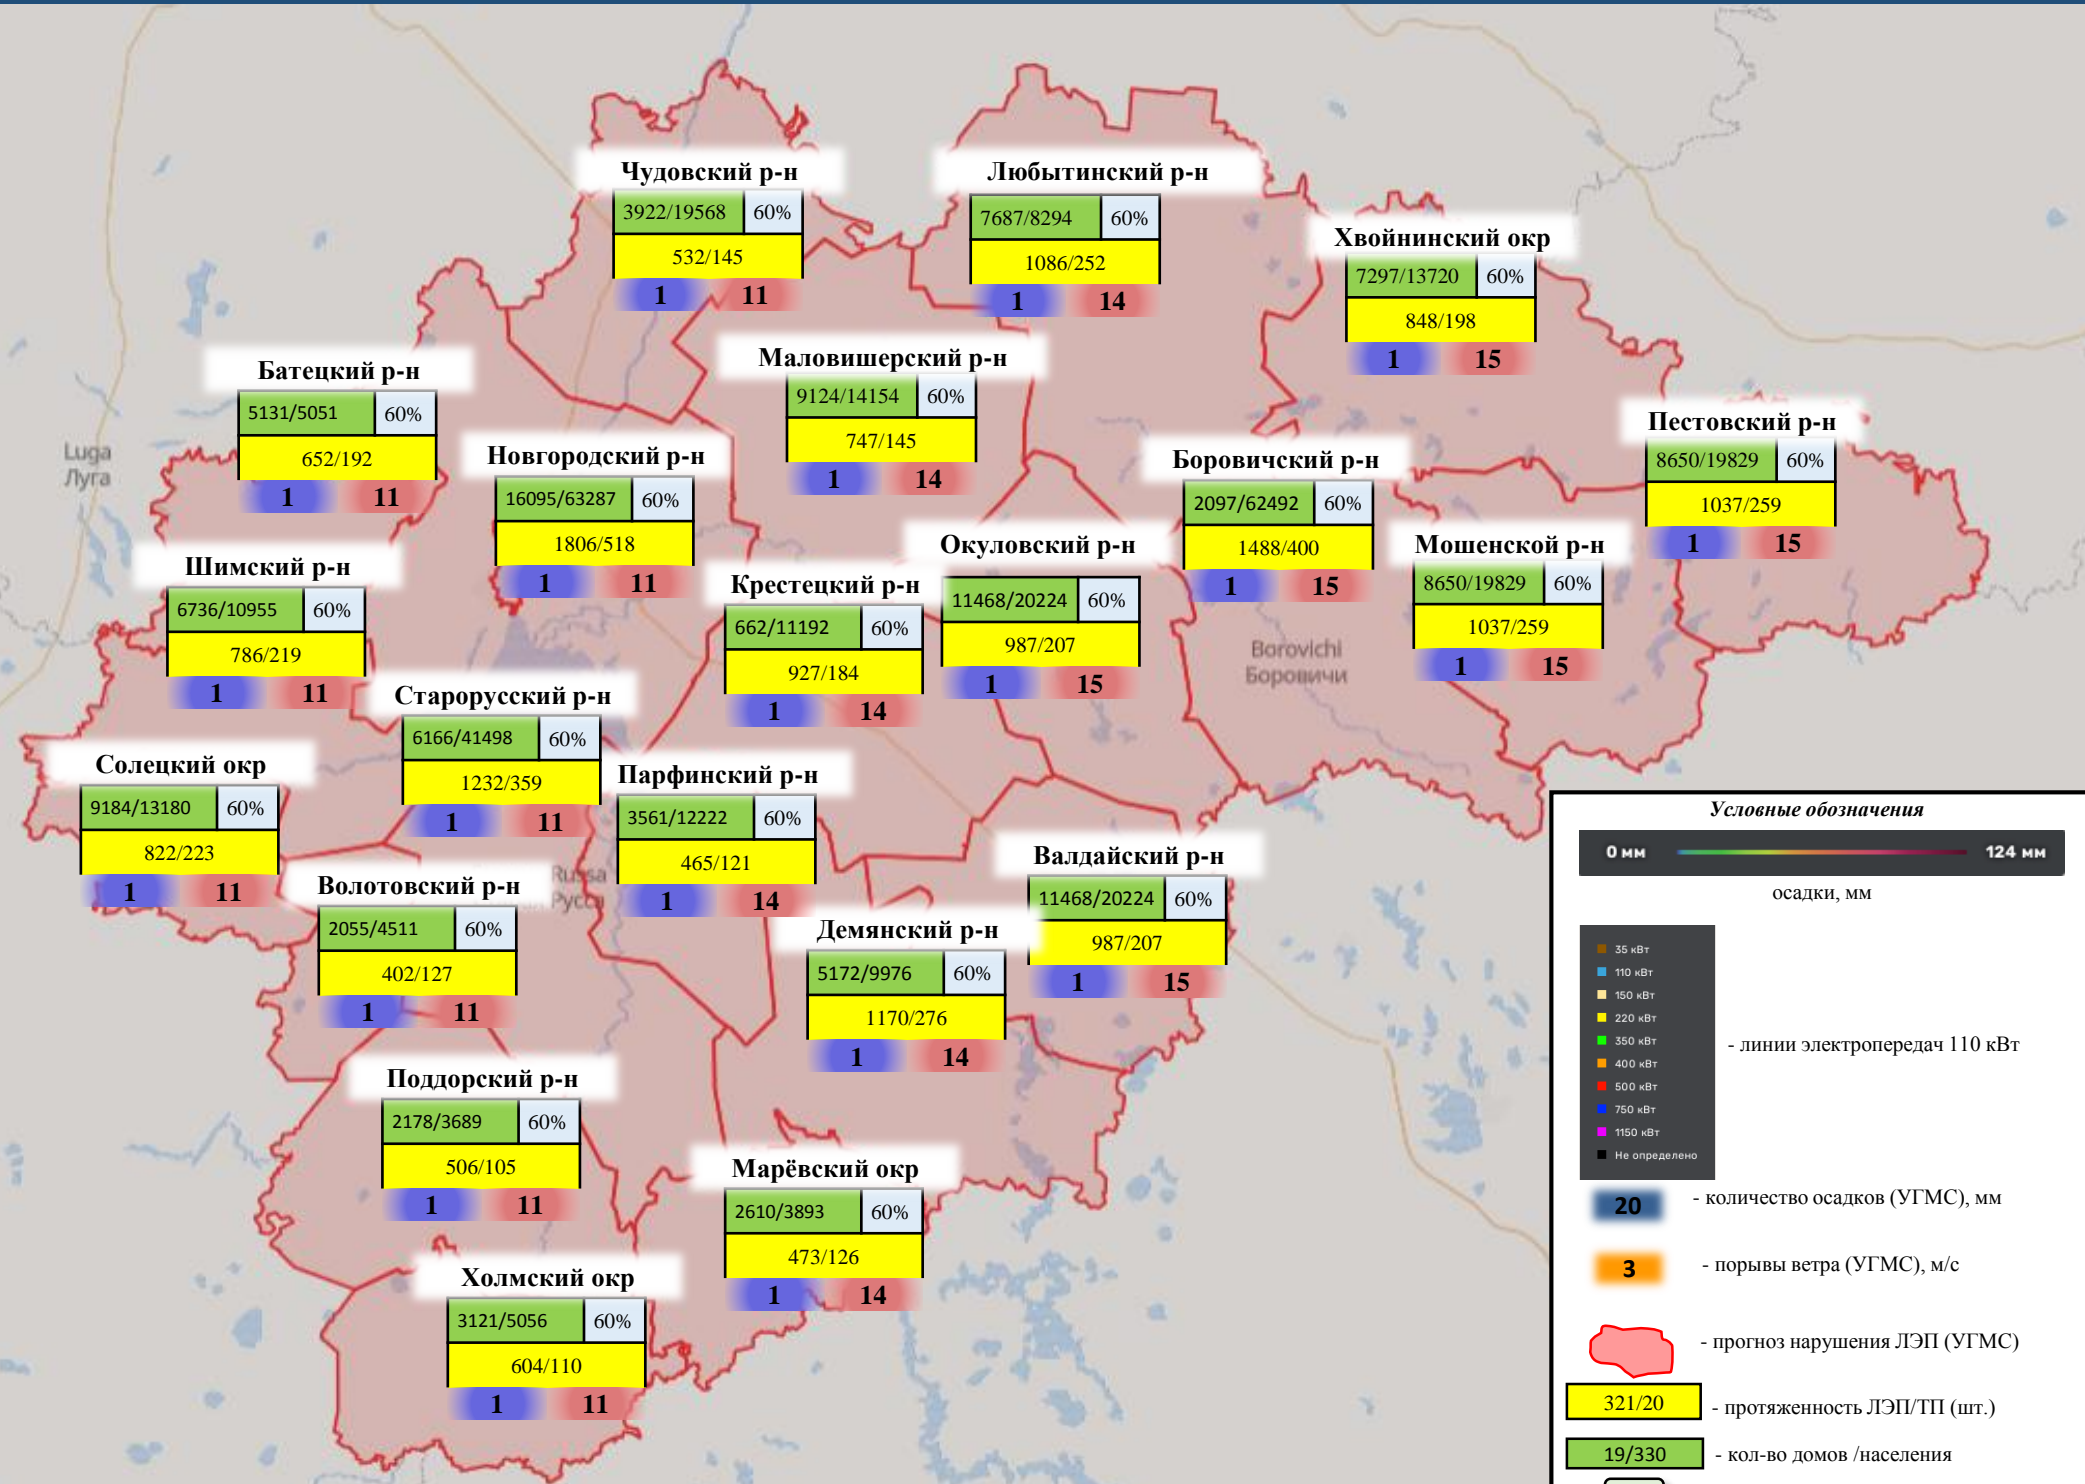 Чудовский р-н
3922/19568 60%
532/145
1 11
Любытинский р-н
7687/8294 60%
1086/252
1 14
Хвойнинский окр
7297/13720 60%
848/198
1 15
Батецкий р-н
5131/5051 60%
652/192
1 11
Маловишерский р-н
9124/14154 60%
747/145
1 14
Пестовский р-н
8650/19829 60%
1037/259
1 15
Luga
Луга
Новгородский р-н
16095/63287 60%
1806/518
1 11
Боровичский р-н
2097/62492 60%
1488/400
1 15
Окуловский р-н
11468/20224 60%
987/207
1 15
Мошенской р-н
8650/19829 60%
1037/259
1 15
Шимский р-н
6736/10955 60%
786/219
1 11
Крестецкий р-н
662/11192 60%
927/184
1 14
Borovichi
Боровичи
Старорусский р-н
6166/41498 60%
1232/359
1 11
Солецкий окр
9184/13180 60%
822/223
1 11
Парфинский р-н
3561/12222 60%
465/121
1 14
Валдайский р-н
11468/20224 60%
987/207
1 15
Russa
Русса
Волотовский р-н
2055/4511 60%
402/127
1 11
Демянский р-н
5172/9976 60%
1170/276
1 14
Поддорский р-н
2178/3689 60%
506/105
1 11
Марёвский окр
2610/3893 60%
473/126
1 14
Холмский окр
3121/5056 60%
604/110
1 11
Условные обозначения
0 мм 124 мм
осадки, мм
35 кВт
110 кВт
150 кВт
220 кВт
350 кВт
400 кВт
500 кВт
750 кВт
1150 кВт
Не определено
- линии электропередач 110 кВт
20 - количество осадков (УГМС), мм
3 - порывы ветра (УГМС), м/с
- прогноз нарушения ЛЭП (УГМС)
321/20 - протяженность ЛЭП/ТП (шт.)
19/330 - кол-во домов /населения